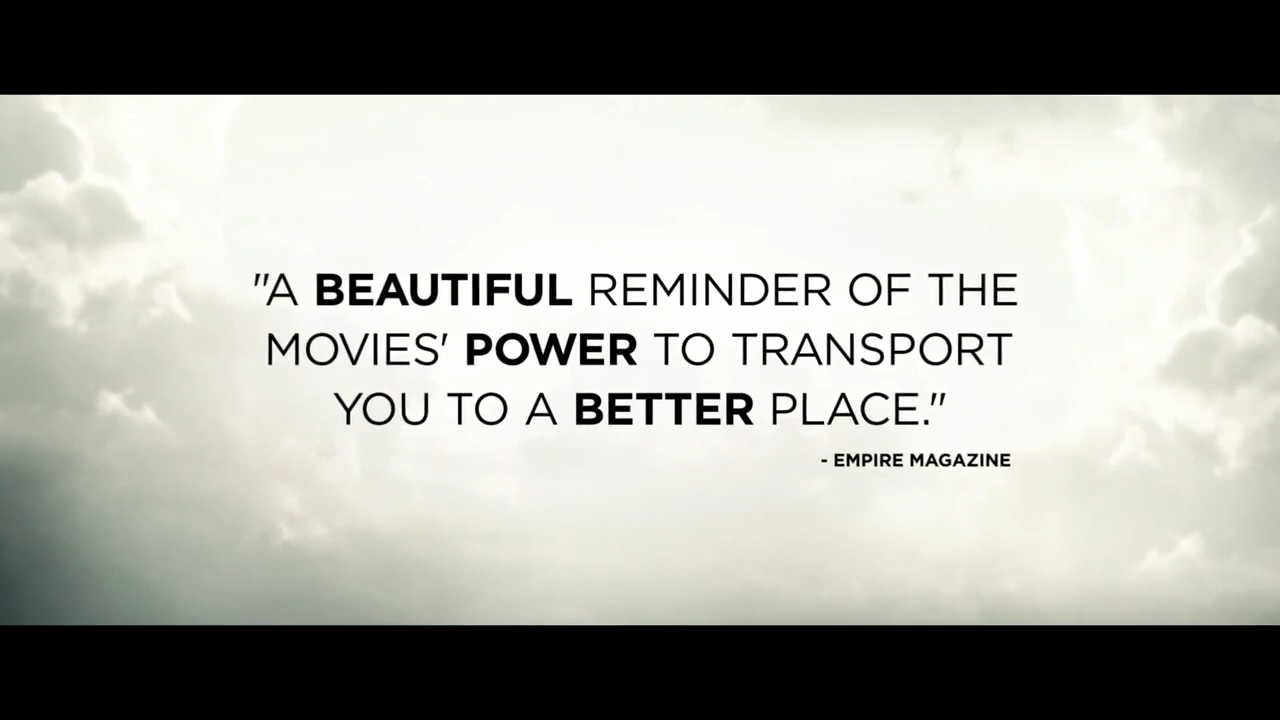 "A BEAUTIFUL REMINDER OF THE
MOVIES' POWER TO TRANSPORT
YOU TO A BETTER PLACE."
- EMPIRE MAGAZINE